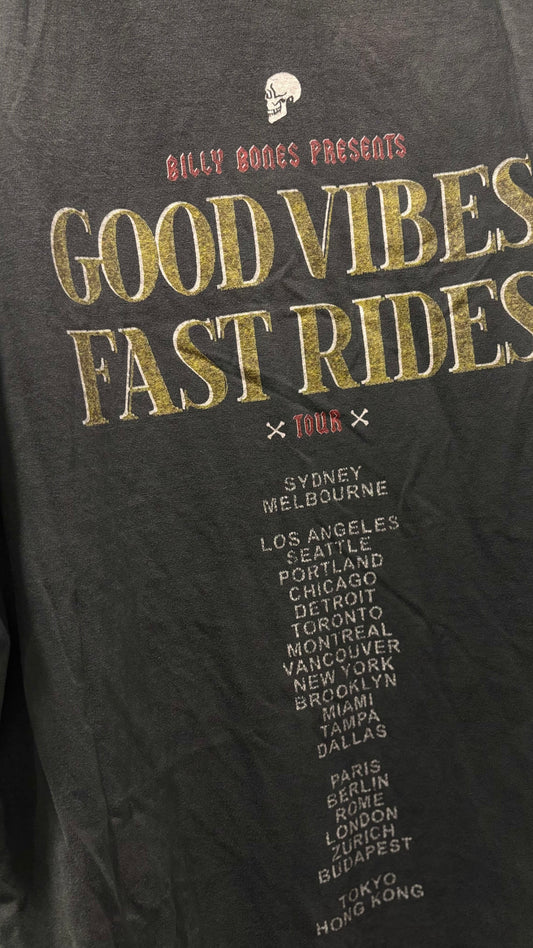 BILLY BONES PRESENTS
GOOD VIBES
FAST RIDES
TOUR
SYDNEY
MELBOURNE
LOS ANGELES
SEATTLE
PORTLAND
CHICAGO
DETROIT
TORONTO
MONTREAL
VANCOUVER
NEW YORK
BROOKLYN
MIAMI
TAMPA
DALLAS
PARIS
BERLIN
ROME
LONDON
ZURICH
BUDAPEST
TOKYO
HONG KONG